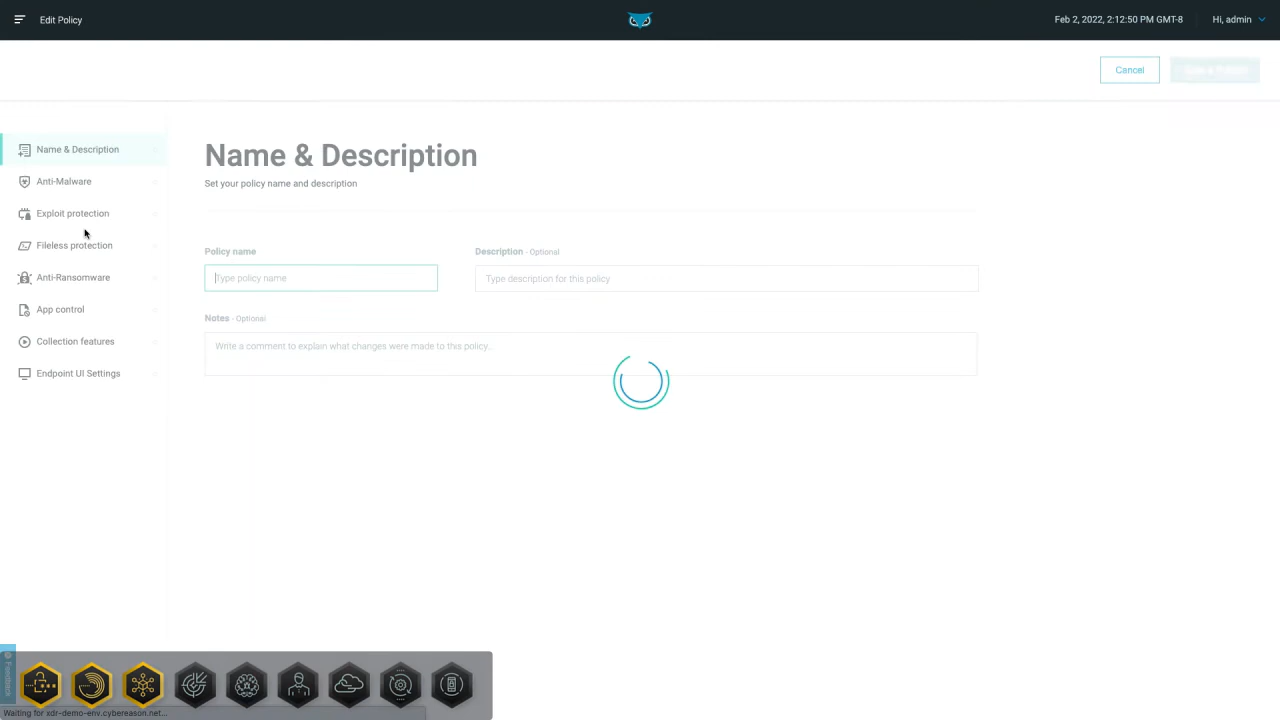 Edit Policy
Feb 2, 2022, 2:12:50 PM GMT-8
Hi, admin
Cancel
Name & Description
Anti-Malware
Exploit protection
Fileless protection
Anti-Ransomware
App control
Collection features
Endpoint UI Settings
Name & Description
Set your policy name and description
Policy name
Description - Optional
Type policy name
Type description for this policy
Notes - Optional
Write a comment to explain what changes were made to this policy...
Feedback
Waiting for xdr-demo-env.cybereason.net...